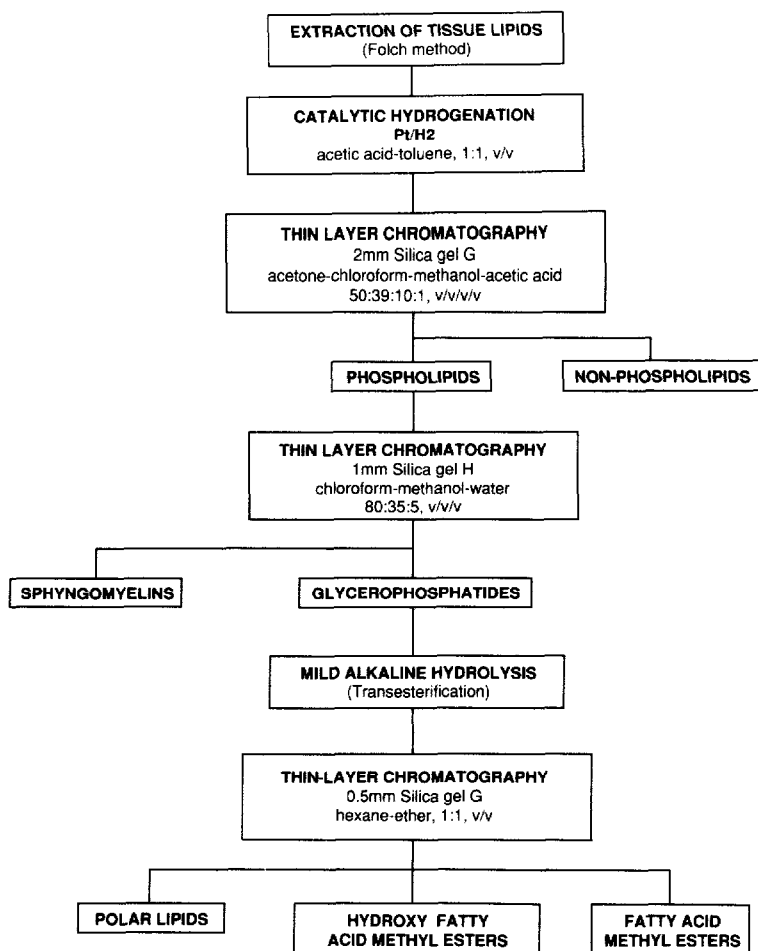 EXTRACTION OF TISSUE LIPIDS
(Folch method)
CATALYTIC HYDROGENATION
Pt/H2
acetic acid-toluene, 1:1, v/v
THIN LAYER CHROMATOGRAPHY
2mm Silica gel G
acetone-chloroform-methanol-acetic acid
50:39:10:1, v/v/v/v
PHOSPHOLIPIDS
NON-PHOSPHOLIPIDS
THIN LAYER CHROMATOGRAPHY
1mm Silica gel H
chloroform-methanol-water
80:35:5, v/v/v
SPHYNGOMYELINS
GLYCEROPHOSPHATIDES
MILD ALKALINE HYDROLYSIS
(Transesterification)
THIN-LAYER CHROMATOGRAPHY
0.5mm Silica gel G
hexane-ether, 1:1, v/v
POLAR LIPIDS
HYDROXY FATTY
ACID METHYL ESTERS
FATTY ACID
METHYL ESTERS